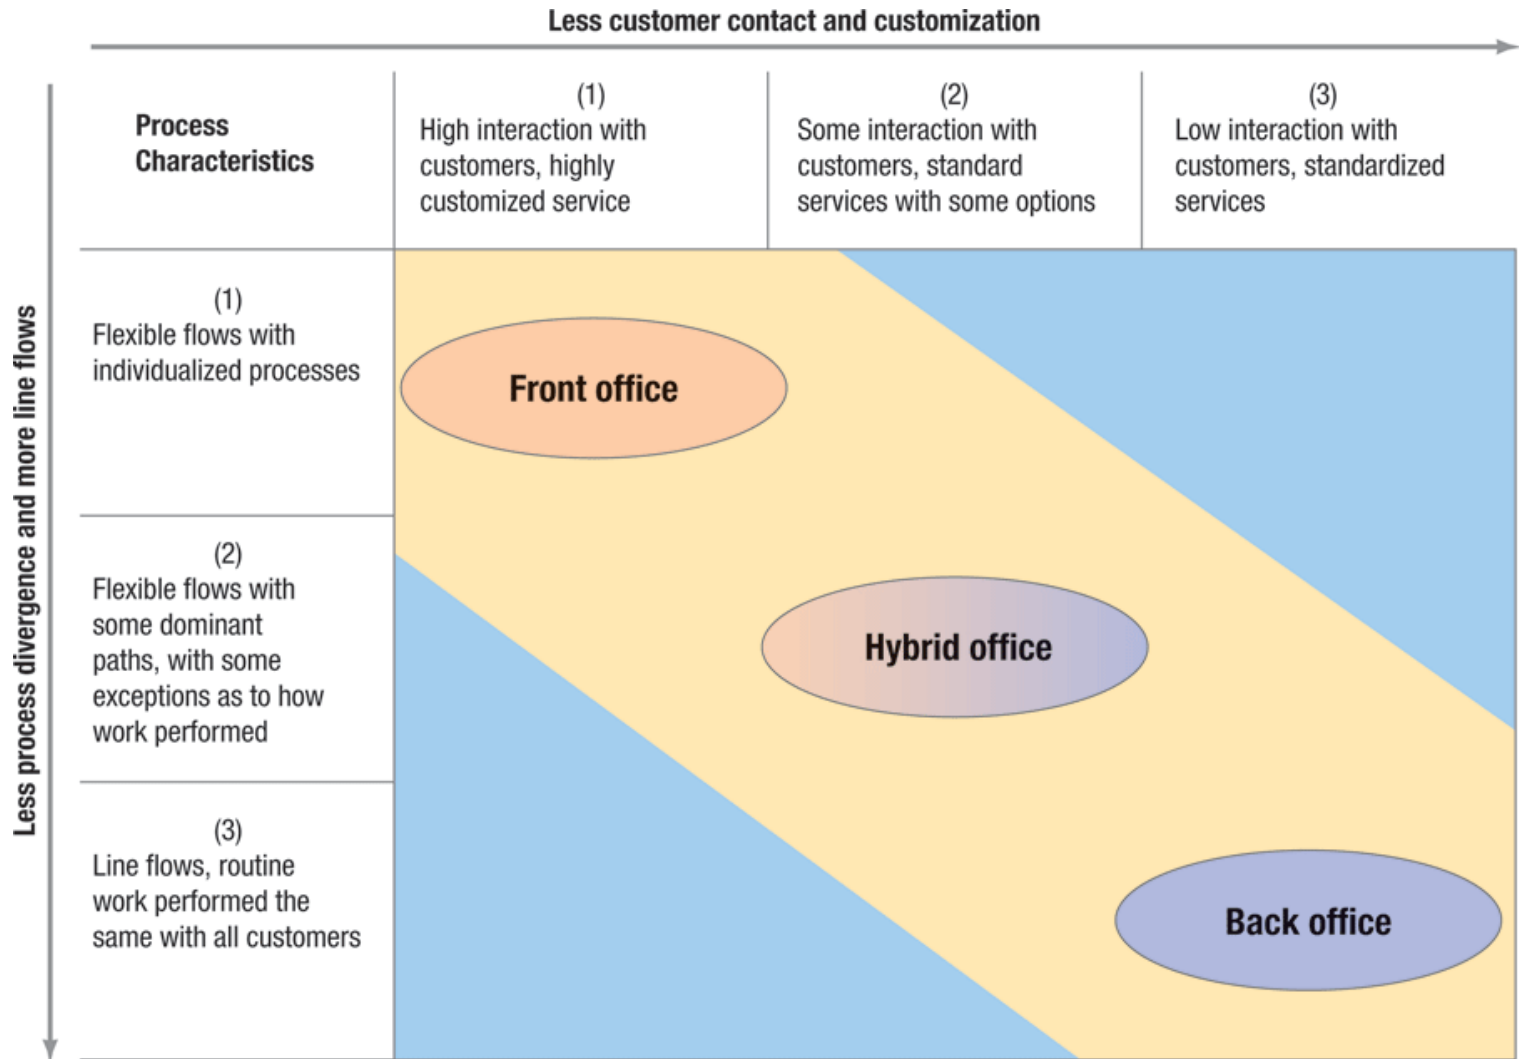 Less customer contact and customization
Less process divergence and more line flows
Process
Characteristics
(1)
High interaction with
customers, highly
customized service
(2)
Some interaction with
customers, standard
services with some options
(3)
Low interaction with
customers, standardized
services
(1)
Flexible flows with
individualized processes
Front office
(2)
Flexible flows with
some dominant
paths, with some
exceptions as to how
work performed
Hybrid office
(3)
Line flows, routine
work performed the
same with all customers
Back office